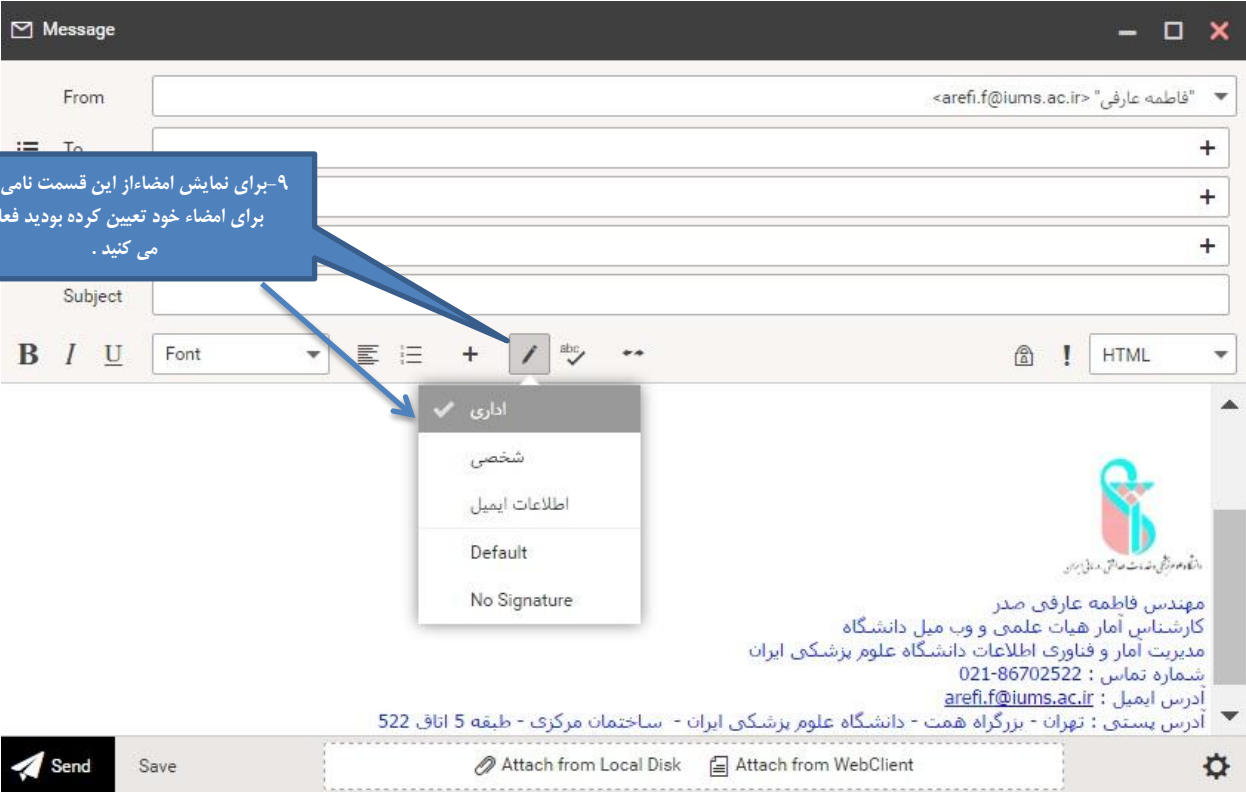 Message
From
"فاطمه عارفی" <arefi.f@iums.ac.ir>
To
۹-برای نمایش امضاءاز این قسمت نامی
برای امضاء خود تعیین کرده بودید
می کنید .
Subject
B I U
Font
abc
HTML
اداری
شخصی
اطلاعات ایمیل
Default
No Signature
مهندس فاطمه عارفی صدر
کارشناس آمار هیات علمی و وب میل دانشگاه
مدیریت آمار و فناوری اطلاعات دانشگاه علوم پزشکی ایران
شماره تماس : 021-86702522
آدرس ایمیل : arefi.f@iums.ac.ir
آدرس پستی : تهران - بزرگراه همت - دانشگاه علوم پزشکی ایران - ساختمان مرکزی - طبقه 5 اتاق 522
Send
Save
Attach from Local Disk
Attach from WebClient